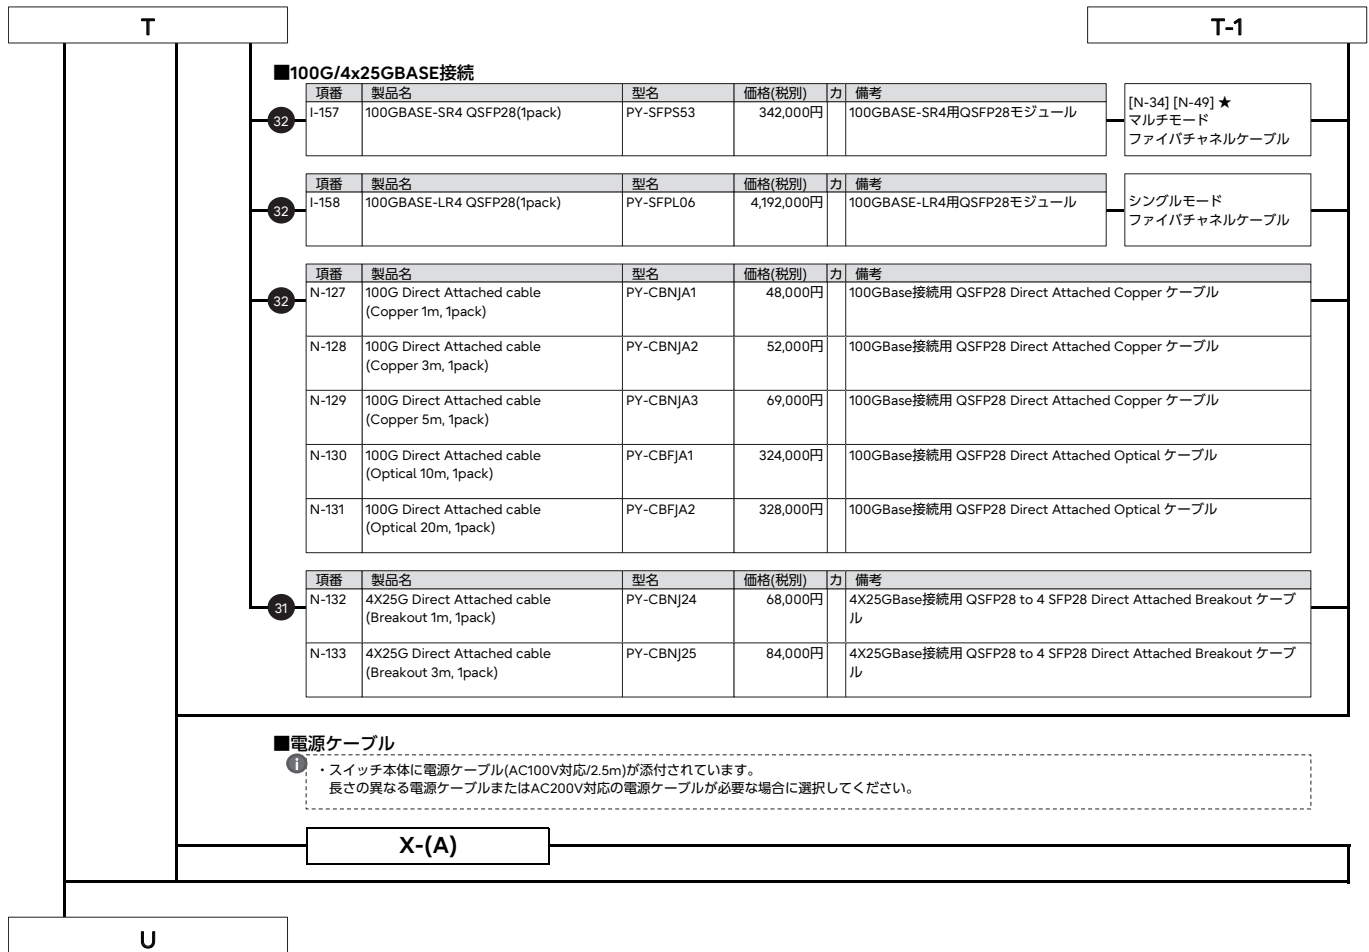 T
T-1
■100G/4x25GBASE接続
項番 製品名 型名 価格(税別) カ 備考
32 I-157 100GBASE-SR4 QSFP28(1pack) PY-SFPS53 342,000円 100GBASE-SR4用QSFP28モジュール
[N-34] [N-49] ★
マルチモード
ファイバチャネルケーブル
項番 製品名 型名 価格(税別) カ 備考
32 I-158 100GBASE-LR4 QSFP28(1pack) PY-SFPL06 4,192,000円 100GBASE-LR4用QSFP28モジュール
シングルモード
ファイバチャネルケーブル
項番 製品名 型名 価格(税別) カ 備考
32 N-127 100G Direct Attached cable PY-CBNJA1 48,000円 100GBase接続用 QSFP28 Direct Attached Copper ケーブル
(Copper 1m, 1pack)
N-128 100G Direct Attached cable PY-CBNJA2 52,000円 100GBase接続用 QSFP28 Direct Attached Copper ケーブル
(Copper 3m, 1pack)
N-129 100G Direct Attached cable PY-CBNJA3 69,000円 100GBase接続用 QSFP28 Direct Attached Copper ケーブル
(Copper 5m, 1pack)
N-130 100G Direct Attached cable PY-CBFJA1 324,000円 100GBase接続用 QSFP28 Direct Attached Optical ケーブル
(Optical 10m, 1pack)
N-131 100G Direct Attached cable PY-CBFJA2 328,000円 100GBase接続用 QSFP28 Direct Attached Optical ケーブル
(Optical 20m, 1pack)
項番 製品名 型名 価格(税別) カ 備考
31 N-132 4X25G Direct Attached cable PY-CBNJ24 68,000円 4X25GBase接続用 QSFP28 to 4 SFP28 Direct Attached Breakout ケーブ
(Breakout 1m, 1pack) ル
N-133 4X25G Direct Attached cable PY-CBNJ25 84,000円 4X25GBase接続用 QSFP28 to 4 SFP28 Direct Attached Breakout ケーブ
(Breakout 3m, 1pack) ル
■電源ケーブル
i ・スイッチ本体に電源ケーブル(AC100V対応/2.5m)が添付されています。
長さの異なる電源ケーブルまたはAC200V対応の電源ケーブルが必要な場合に選択してください。
X-(A)
U